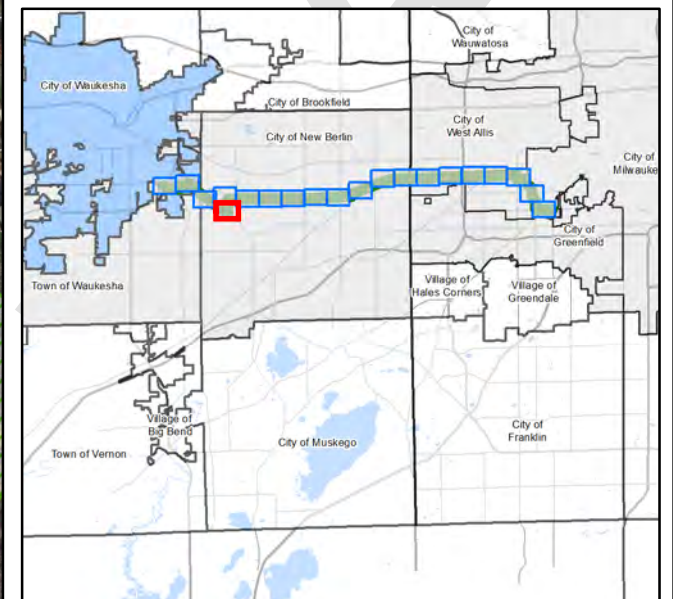 City of
Wauwatosa
City of Waukesha
City of Brookfield
City of
West Allis
City of New Berlin
City of
Milwauke
City of
Greenfield
Town of Waukesha
Village of
Hales Corners
Village of
Greendale
Village of
Big Bend
City of
Franklin
City of Muskego
Town of Vernon